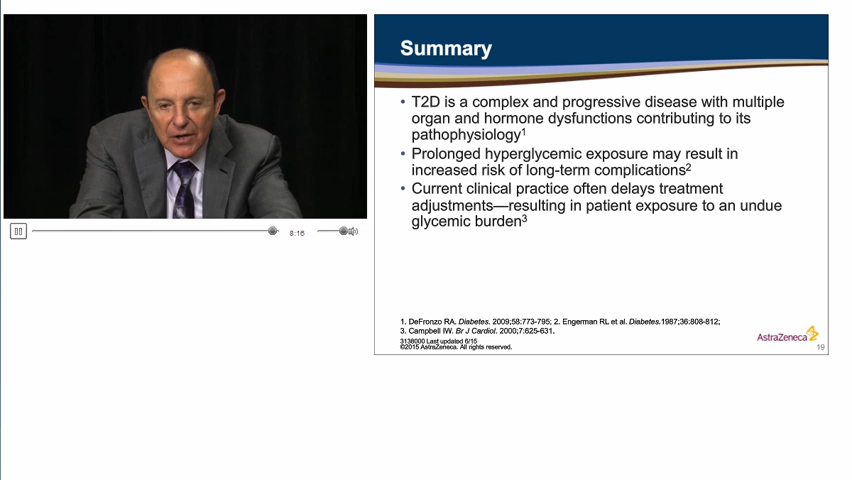 Summary
• T2D is a complex and progressive disease with multiple
organ and hormone dysfunctions contributing to its
pathophysiology1
• Prolonged hyperglycemic exposure may result in
increased risk of long-term complications2
• Current clinical practice often delays treatment
adjustments—resulting in patient exposure to an undue
glycemic burden3
8:16
1. DeFronzo RA. Diabetes. 2009;58:773-795; 2. Engerman RL et al. Diabetes.1987;36:808-812;
3. Campbell IW. Br J Cardiol. 2000;7:625-631.
3138000 Last updated 6/15
©2015 AstraZeneca. All rights reserved.
AstraZeneca
19